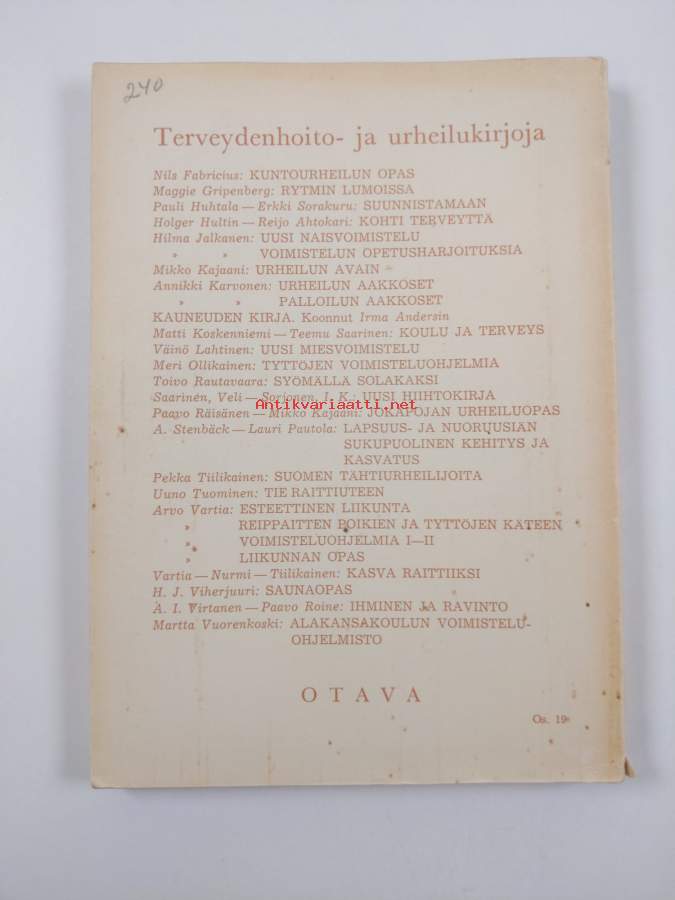 240
Terveydenhoito- ja urheilukirjoja
Nils Fabricius: KUNTOURHEILUN OPAS
Maggie Gripenberg: RYTMIN LUMOISSA
Pauli Huhtala — Erkki Sorakuru: SUUNNISTAMAAN
Holger Hultin — Reijo Ahtokari: KOHTI TERVEYTTÄ
Hilma Jalkanen: UUSI NAISVOIMISTELU
» » VOIMISTELUN OPETUSHARJOITUKSIA
Mikko Kajaani: URHEILUN AVAIN
Annikki Karvonen: URHEILUN AAKKOSET
» » PALLOILUN AAKKOSET
KAUNEUDEN KIRJA. Koonnut Irma Andersin
Matti Koskenniemi — Teemu Saarinen: KOULU JA TERVEYS
Väinö Lahtinen: UUSI MIESVOIMISTELU
Meri Ollikainen: TYTTÖJEN VOIMISTELUOHJELMIA
Toivo Rautavaara: SYÖMÄLLÄ SOLAKAKSI
Saarinen, Veli — Sorjonen, I. K.: UUSI HIIHTOKIRJA
Antikvariaatti.net
Paavo Räisänen — Mikko Kajaani: JOKAPOJAN URHEILUOPAS
A. Stenbäck — Lauri Pautola: LAPSUUS- JA NUORUUSIÄN
SUKUPUOLINEN KEHITYS JA
KASVATUS
Pekka Tiilikainen: SUOMEN TÄHTIURHEILIJOITA
Uuno Tuominen: TIE RAITTIUTEEN
Arvo Vartia: ESTEETTINEN LIIKUNTA
» REIPPAITTEN POIKIEN JA TYTTÖJEN KÄTEEN
» VOIMISTELUOHJELMIA I—II
» LIIKUNNAN OPAS
Vartia — Nurmi — Tiilikainen: KASVA RAITTIIKSI
H. J. Viherjuuri: SAUNAOPAS
A. I. Virtanen — Paavo Roine: IHMINEN JA RAVINTO
Martta Vuorenkoski: ALAKANSAKOULUN VOIMISTELU-
OHJELMISTO
OTAVA
Os. 19